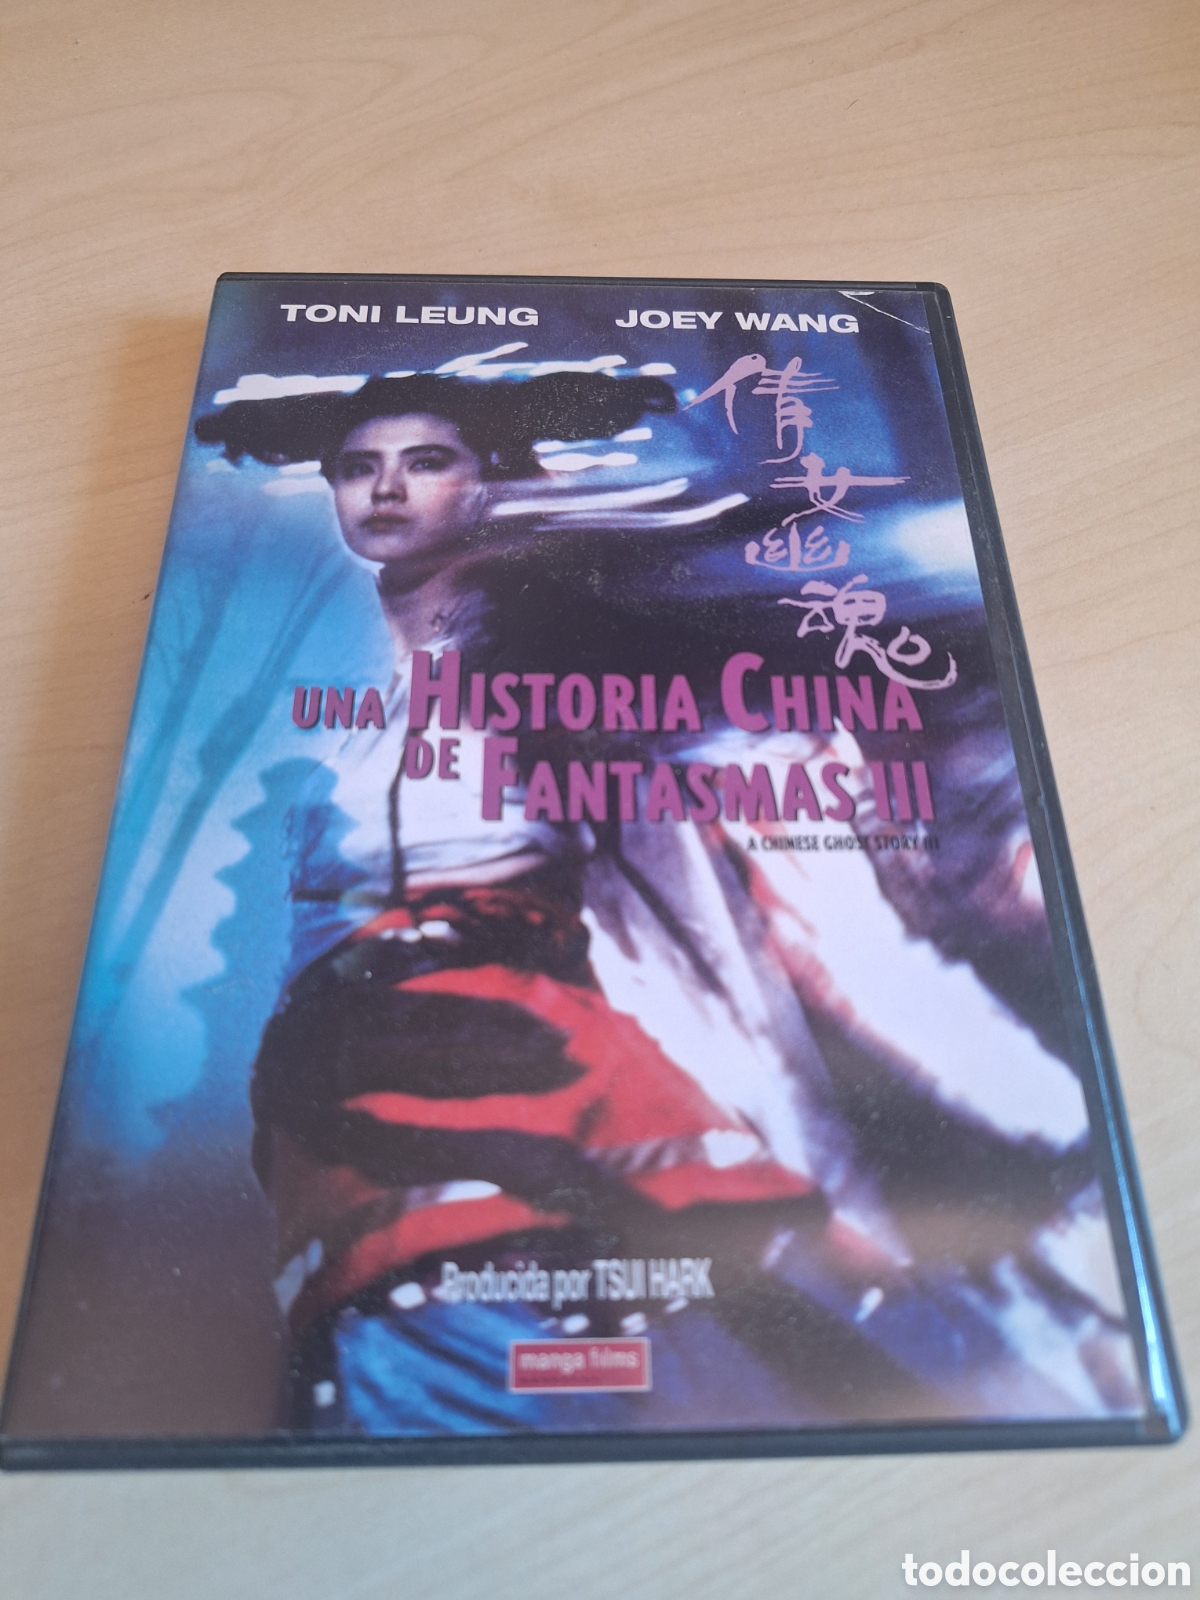 TONI LEUNG
JOEY WANG
倩女幽魂
UNA HISTORIA CHINA
DE FANTASMAS III
A CHINESE GHOST STORY III
Producida por TSUI HARK
manga films
todocoleccion